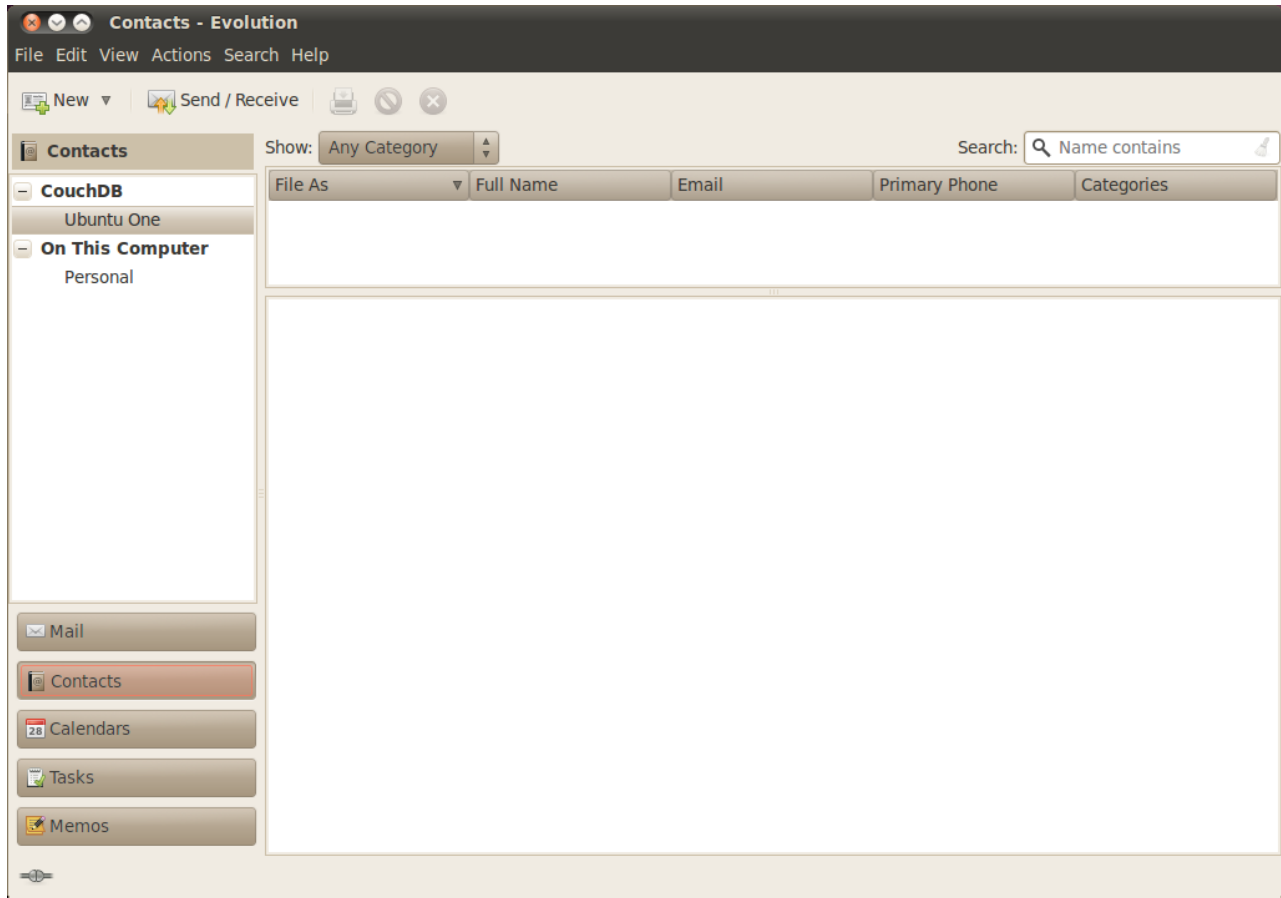 Contacts - Evolution
File Edit View Actions Search Help
New Send / Receive
Contacts
Show: Any Category Search: Name contains
File As Full Name Email Primary Phone Categories
CouchDB
Ubuntu One
On This Computer
Personal
Mail
Contacts
28 Calendars
Tasks
Memos